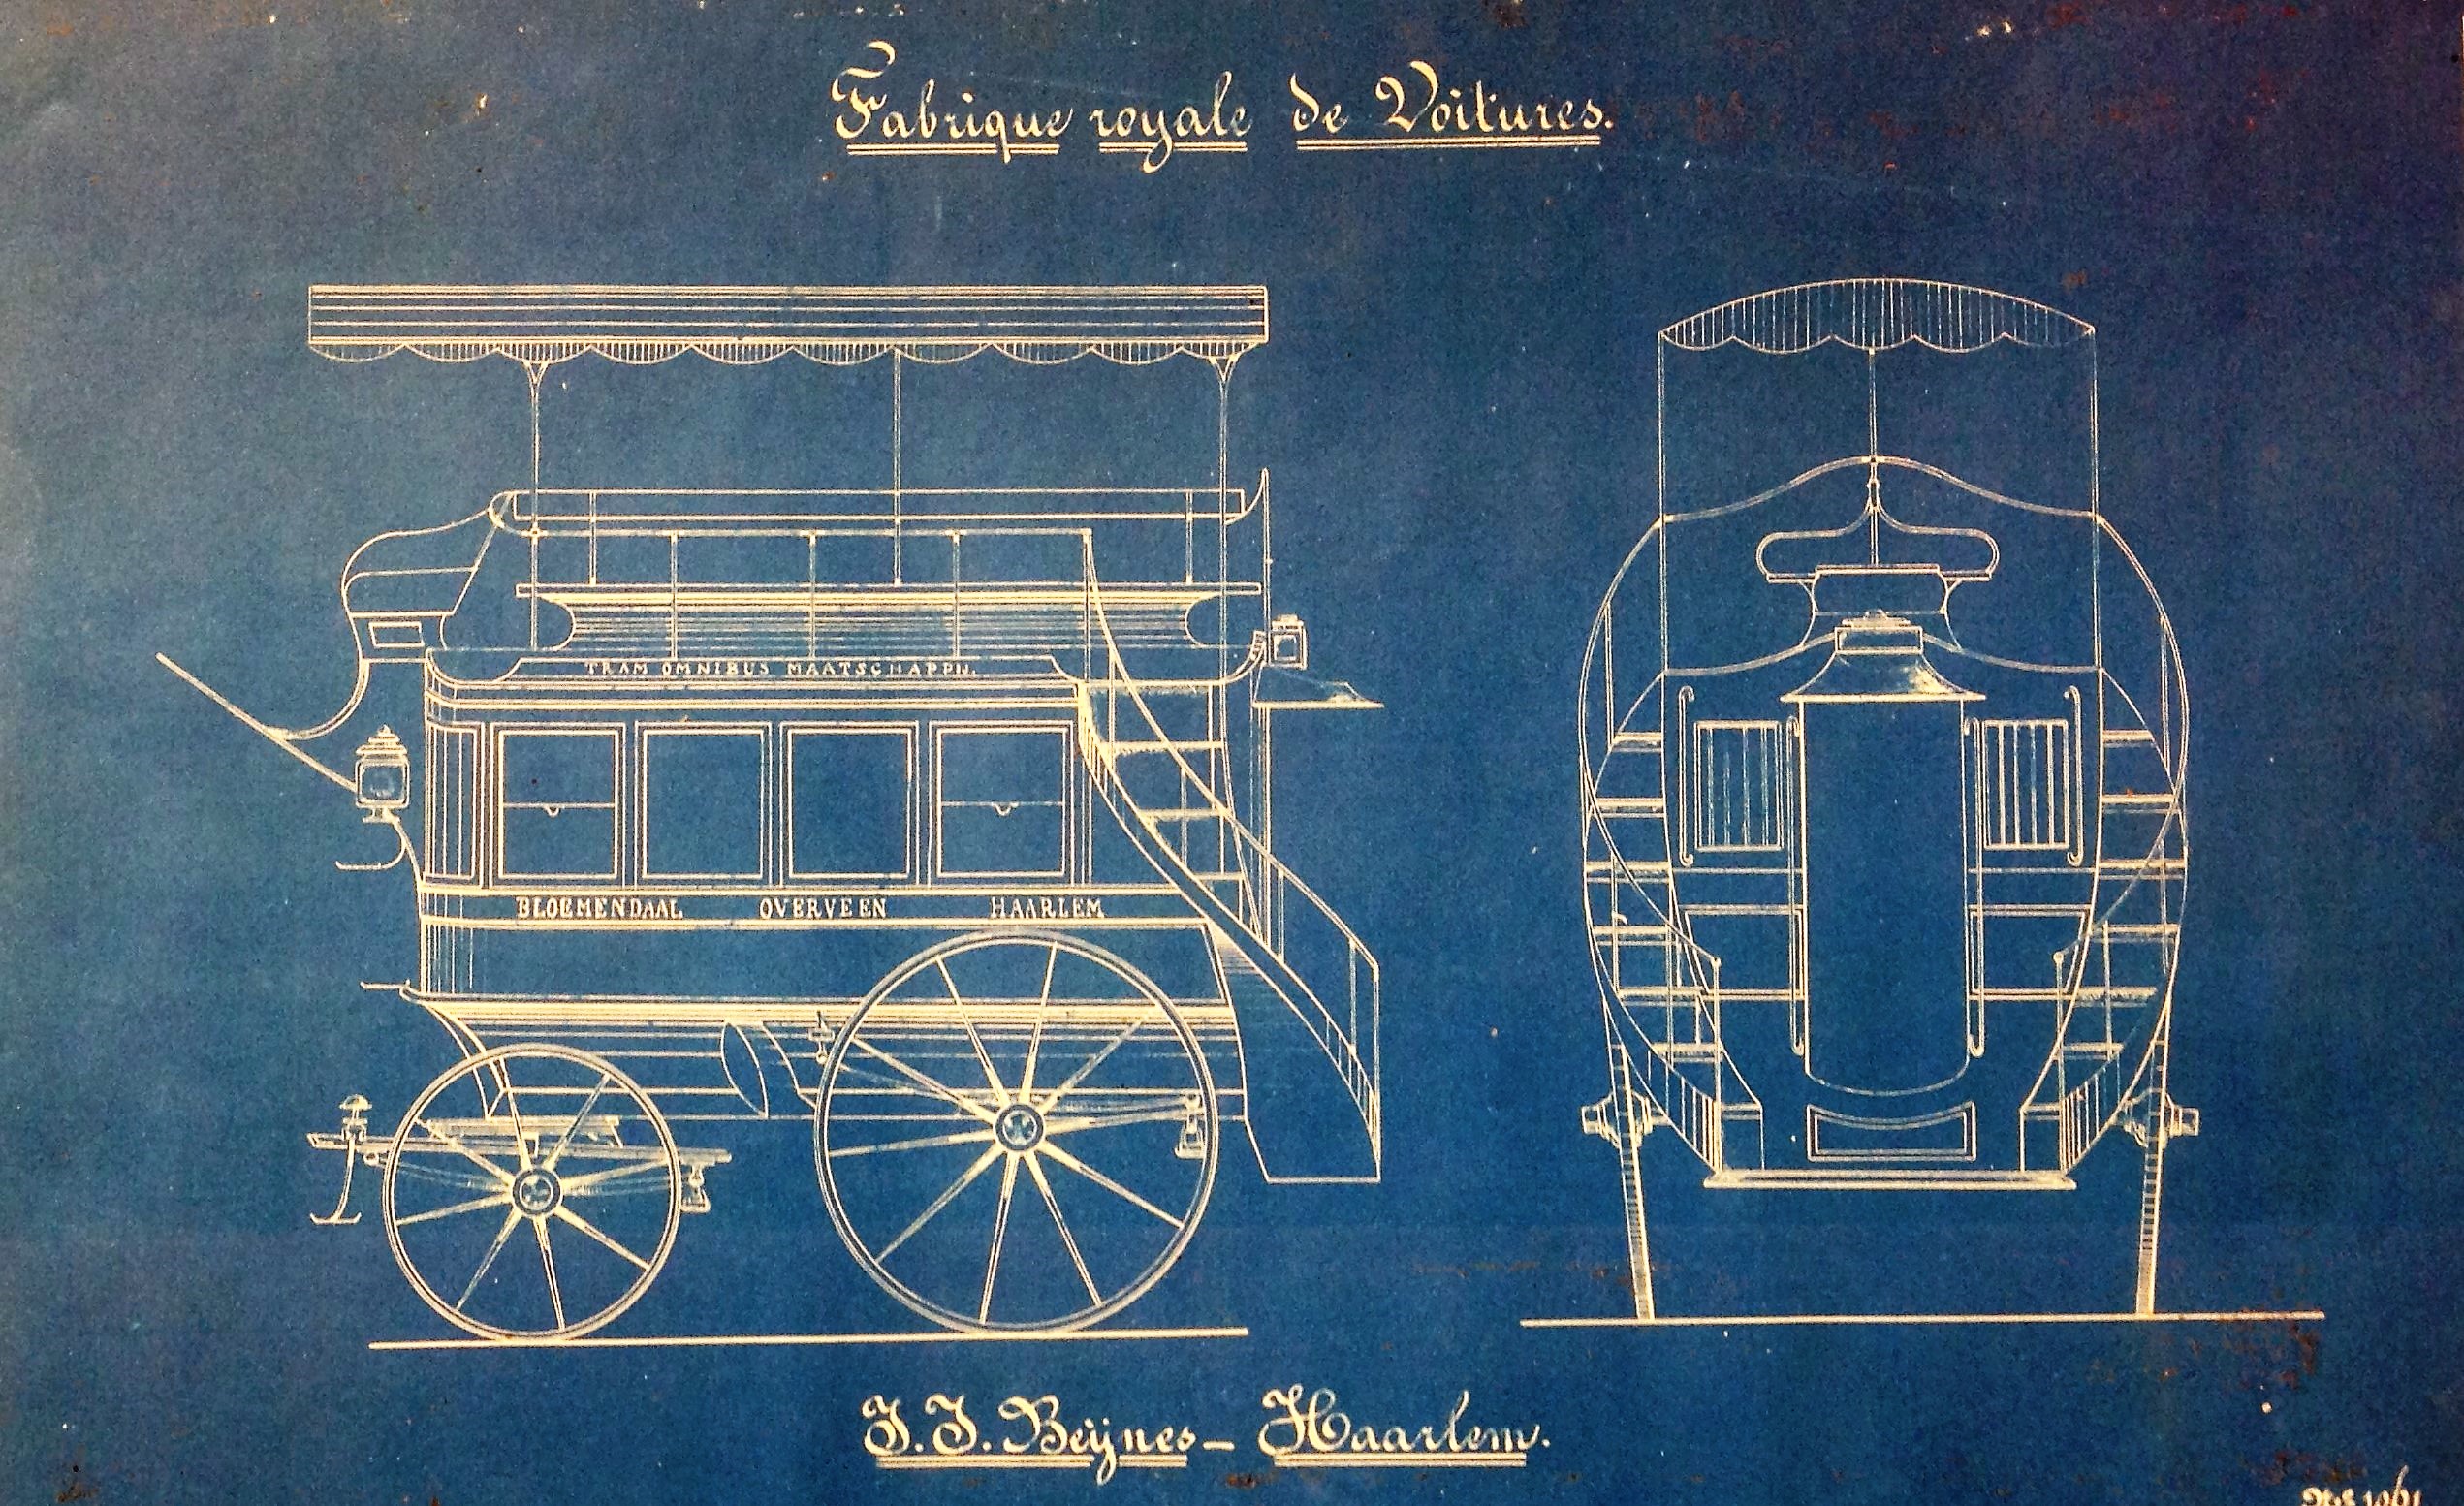 Fabrique royale de Voitures.
TRAM OMNIBUS MAATSCHAPPIJ.
BLOEMENDAAL OVERVEEN HAARLEM
J. J. Beijnes - Haarlem.